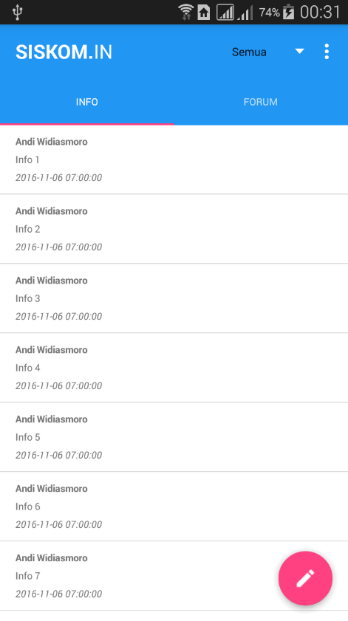 74% 00:31
SISKOM.IN Semua
INFO FORUM
Andi Widiasmoro
Info 1
2016-11-06 07:00:00
Andi Widiasmoro
Info 2
2016-11-06 07:00:00
Andi Widiasmoro
Info 3
2016-11-06 07:00:00
Andi Widiasmoro
Info 4
2016-11-06 07:00:00
Andi Widiasmoro
Info 5
2016-11-06 07:00:00
Andi Widiasmoro
Info 6
2016-11-06 07:00:00
Andi Widiasmoro
Info 7
2016-11-06 07:00:00